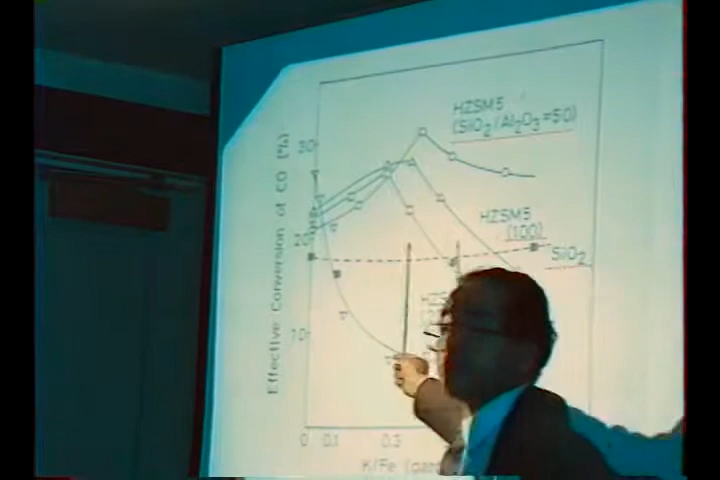 HZSM5
(SiO2/Al2O3=50)
30
HZSM5
(100)
20
SiO2
Effective Conversion of CO (%)
10
0 0.1 0.3
K/Fe